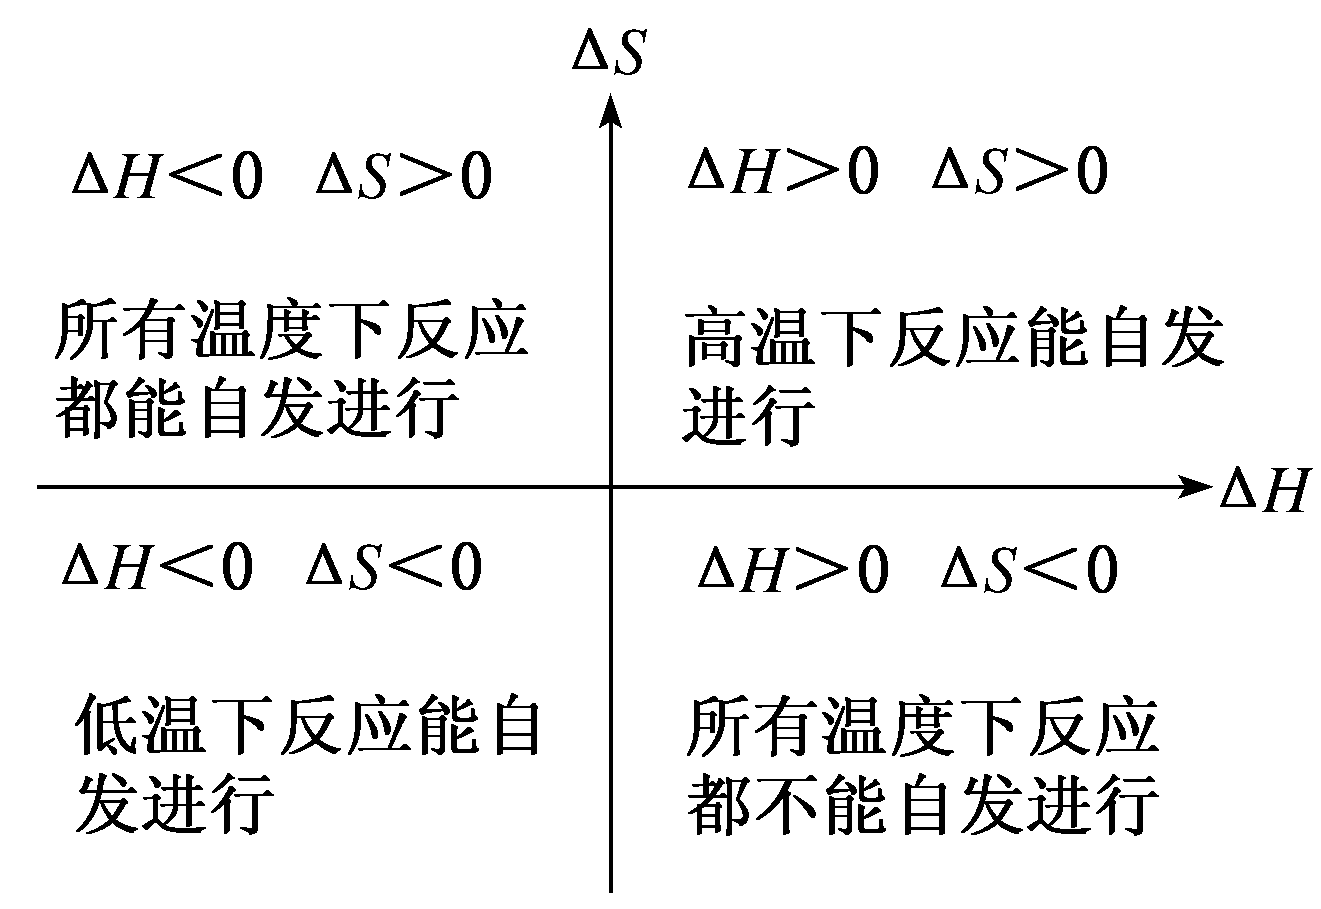 ΔS
ΔH<0 ΔS>0
所有温度下反应
都能自发进行
ΔH>0 ΔS>0
高温下反应能自发
进行
ΔH
ΔH<0 ΔS<0
低温下反应能自
发进行
ΔH>0 ΔS<0
所有温度下反应
都不能自发进行